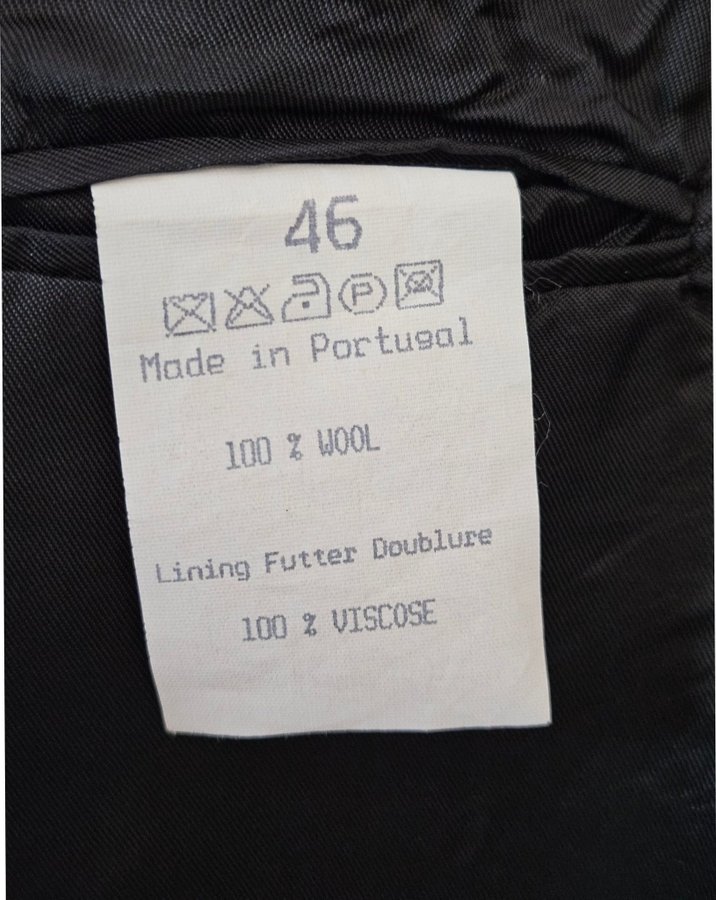 46
P
Made in Portugal
100 % WOOL
Lining Futter Doublure
100 % VISCOSE